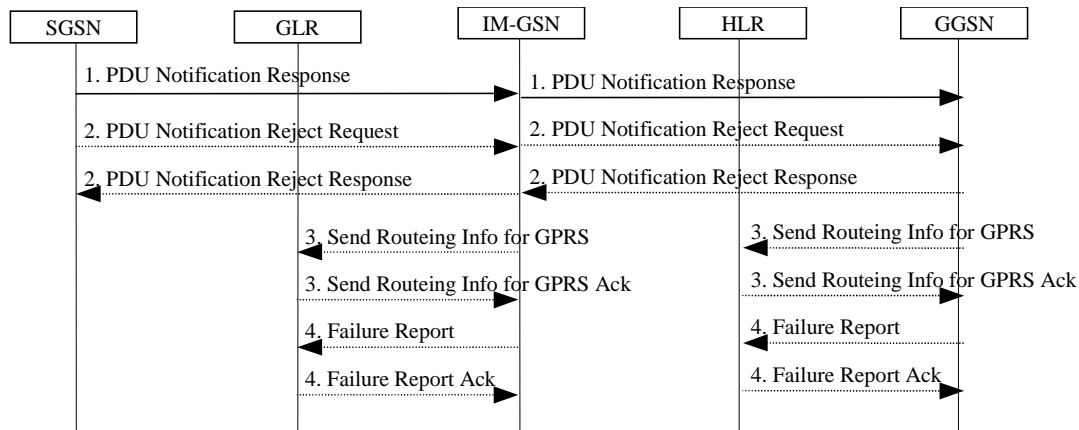 SGSN GLR IM-GSN HLR GGSN
1. PDU Notification Response 1. PDU Notification Response
2. PDU Notification Reject Request 2. PDU Notification Reject Request
2. PDU Notification Reject Response 2. PDU Notification Reject Response
3. Send Routeing Info for GPRS 3. Send Routeing Info for GPRS
3. Send Routeing Info for GPRS Ack 3. Send Routeing Info for GPRS Ack
4. Failure Report 4. Failure Report
4. Failure Report Ack 4. Failure Report Ack